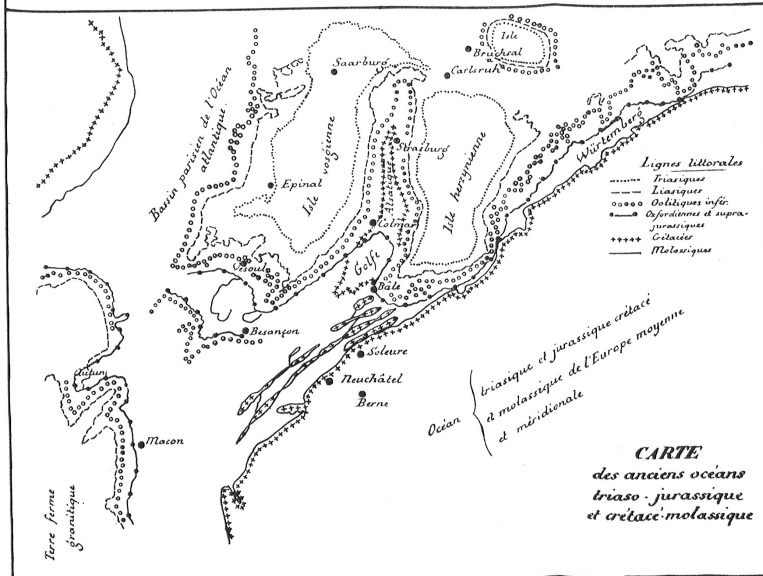 Isle
Bruchsal
Carlsruh
Saarburg
Bassin parisien de l'Océan
atlantique
Isle vosgienne
Epinal
Strasburg
Alsatique
Isle hercynienne
Würtemberg
Colmar
Golfe
Vesoul
Bâle
Besançon
Soleure
Neuchâtel
Berne
Autun
Macon
Terre ferme
granitique
Lignes littorales
Triasiques
Liasiques
Oolitiques infér.
Oxfordiennes et supra-
jurassiques
Crétacées
Molassiques
Océan
triasique et jurassique crétacé
et molassique de l'Europe moyenne
et méridionale
CARTE
des anciens océans
triaso-jurassique
et crétacé-molassique